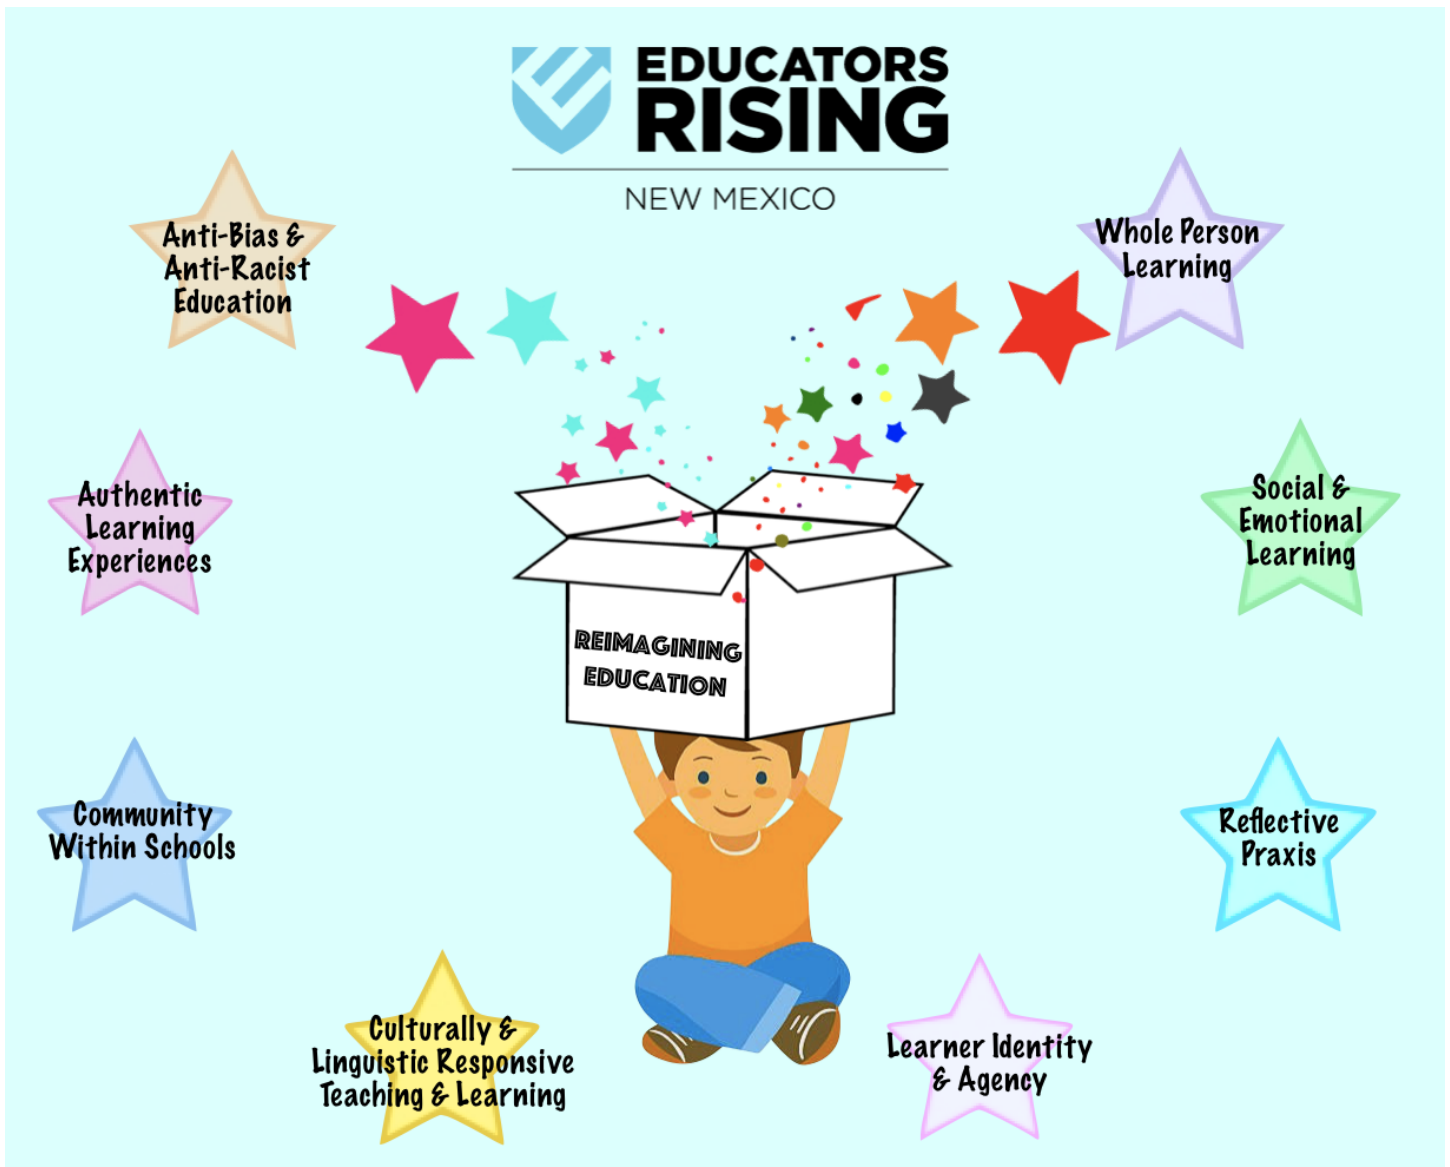 EDUCATORS
RISING
NEW MEXICO
Anti-Bias &
Anti-Racist
Education
Whole Person
Learning
Authentic
Learning
Experiences
Social &
Emotional
Learning
REIMAGINING
EDUCATION
Community
Within Schools
Reflective
Praxis
Culturally &
Linguistic Responsive
Teaching & Learning
Learner Identity
& Agency